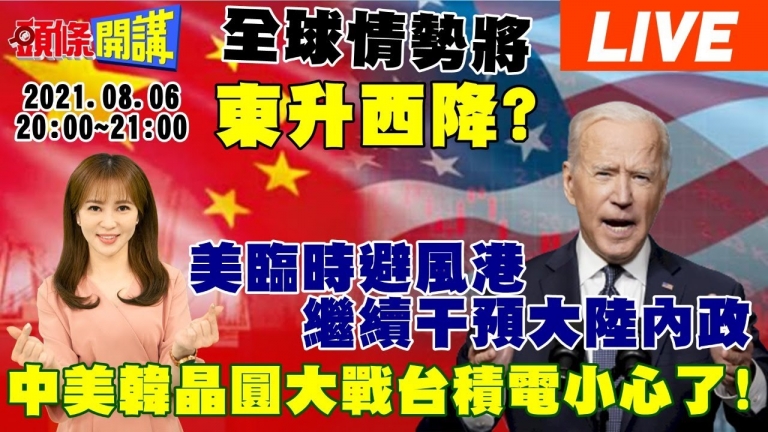 頭條開講
全球情勢將
LIVE
2021.08.06
20:00~21:00
東升西降?
美臨時避風港
繼續干預大陸內政
中美韓晶圓大戰台積電小心了!